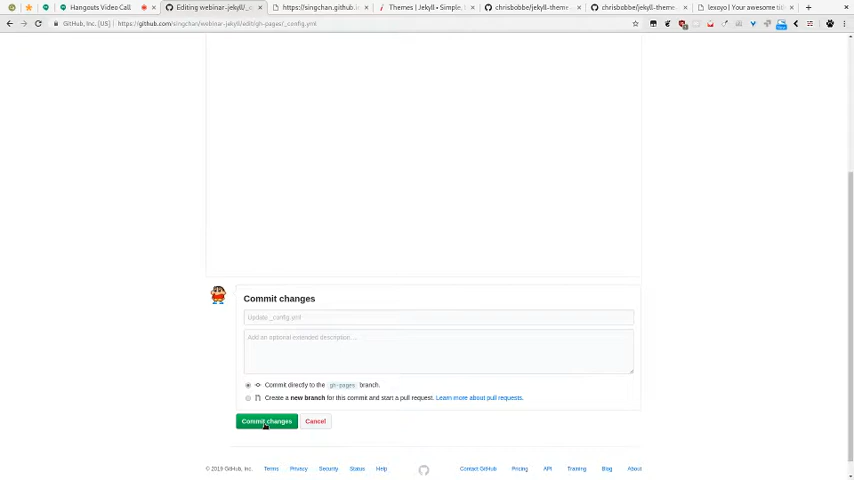 Hangouts Video Call
Editing webinar-jekyll/_
https://singchan.github.i
Themes | Jekyll • Simple,
chrisbobbe/jekyll-theme-
chrisbobbe/jekyll-theme-
lexoyo | Your awesome tit
GitHub, Inc. [US] | https://github.com/singchan/webinar-jekyll/edit/gh-pages/_config.yml
Commit changes
Update _config.yml
Add an optional extended description...
Commit directly to the gh-pages branch.
Create a new branch for this commit and start a pull request. Learn more about pull requests.
Commit changes
Cancel
© 2019 GitHub, Inc.
Terms
Privacy
Security
Status
Help
Contact GitHub
Pricing
API
Training
Blog
About